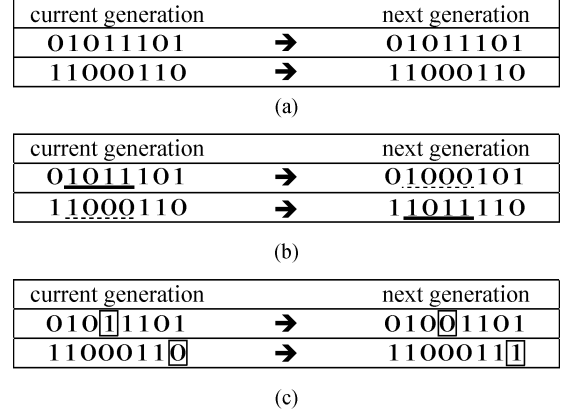 current generation next generation
01011101 ➔ 01011101
11000110 ➔ 11000110
(a)
current generation next generation
01011101 ➔ 01000101
11000110 ➔ 11011110
(b)
current generation next generation
01011101 ➔ 01001101
11000110 ➔ 11000111
(c)